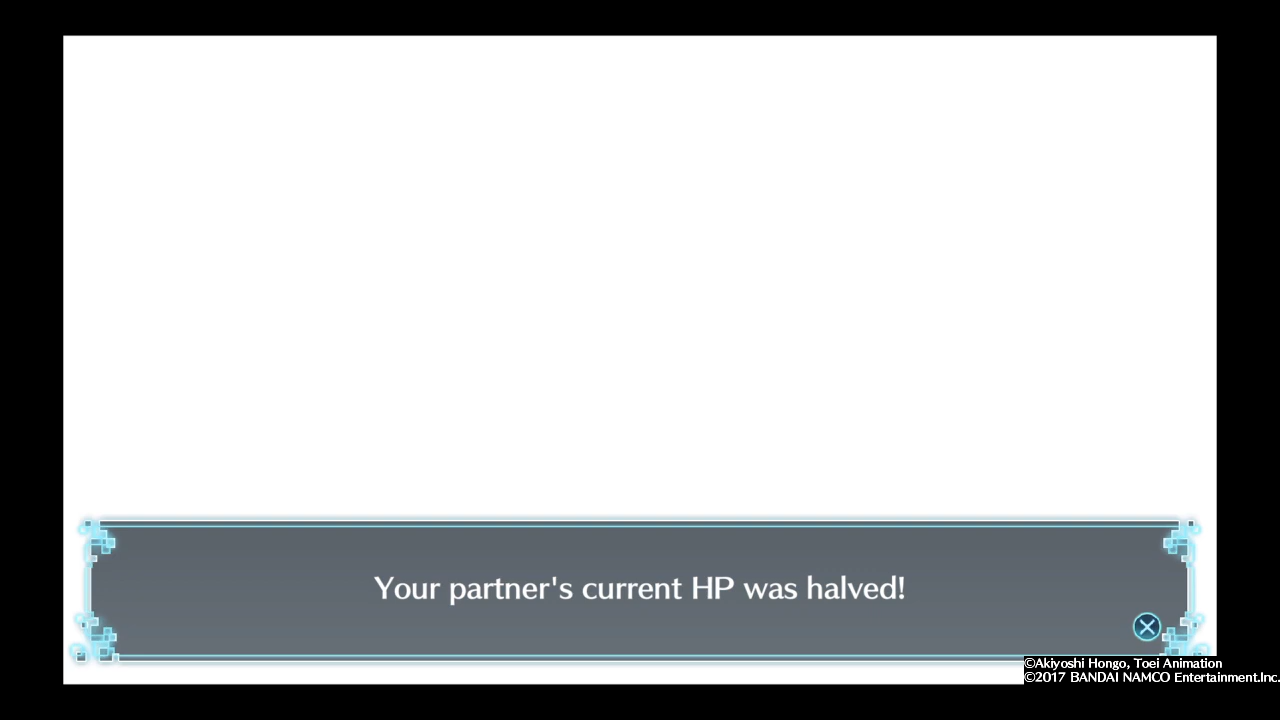 Your partner's current HP was halved!
©Akiyoshi Hongo, Toei Animation
©2017 BANDAI NAMCO Entertainment.Inc.